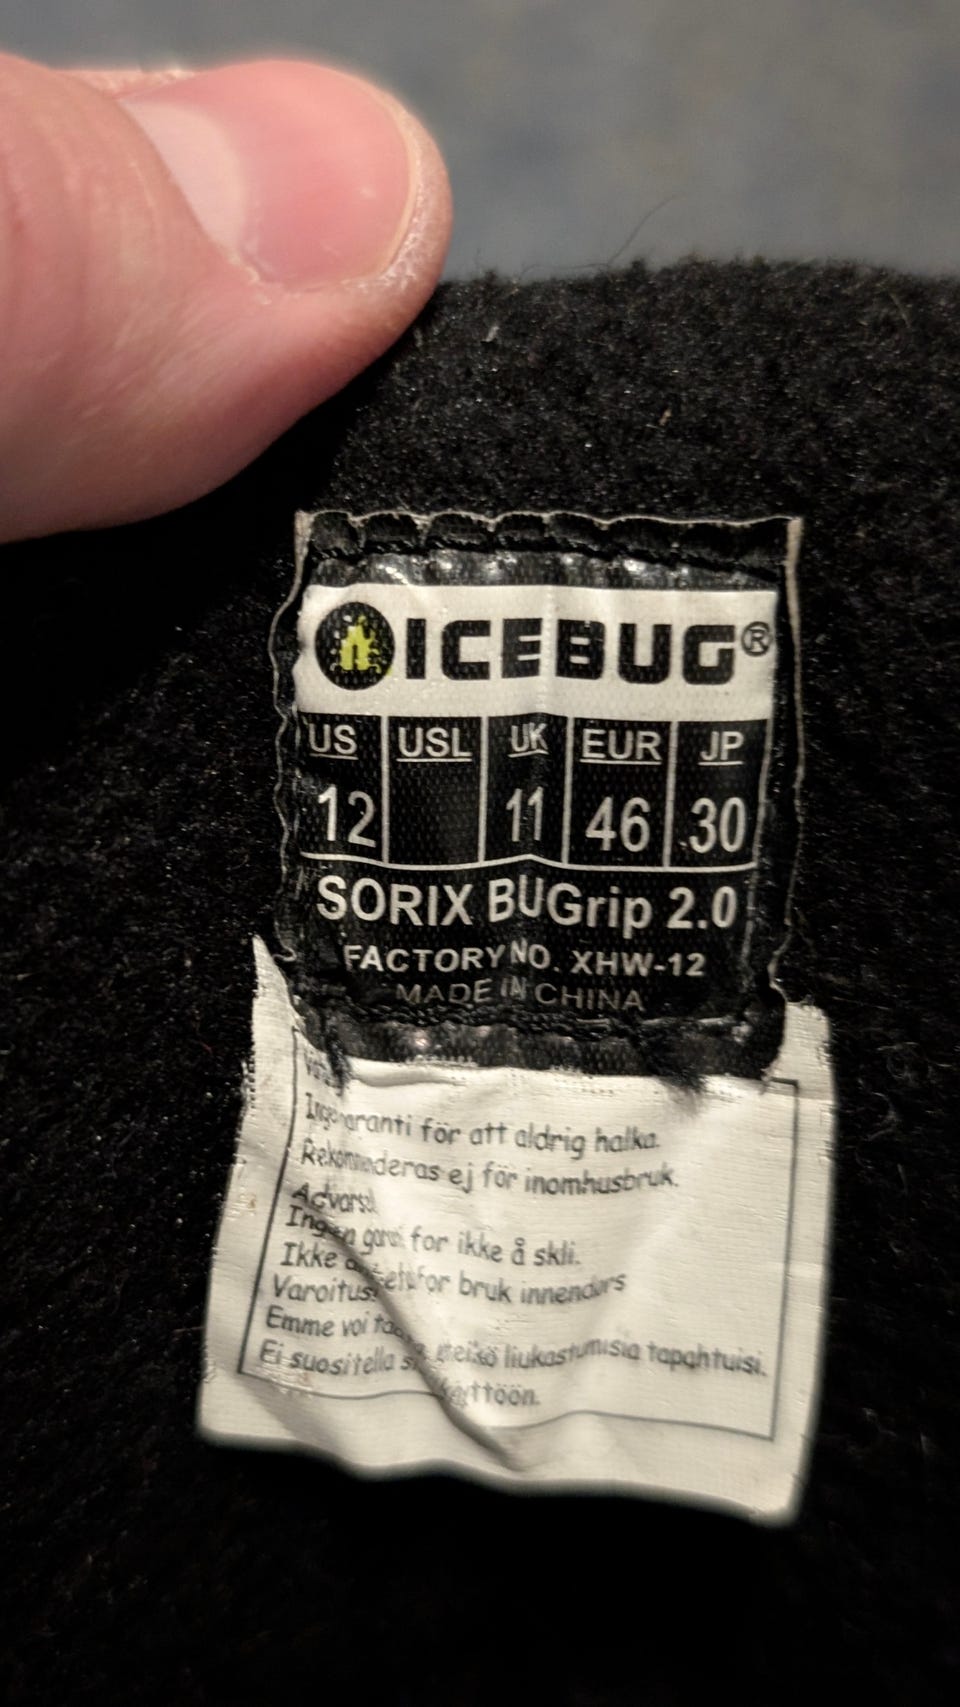 ICEBUG®
US USL UK EUR JP
12 11 46 30
SORIX BUGrip 2.0
FACTORY NO. XHW-12
MADE IN CHINA
för att aldrig halka.
ej för inomhusbruk.
for ikke å skli.
Ikke for bruk innendørs
Varoitus!
Emme voi
Ei suositella liukastumisia tapahtuisi.